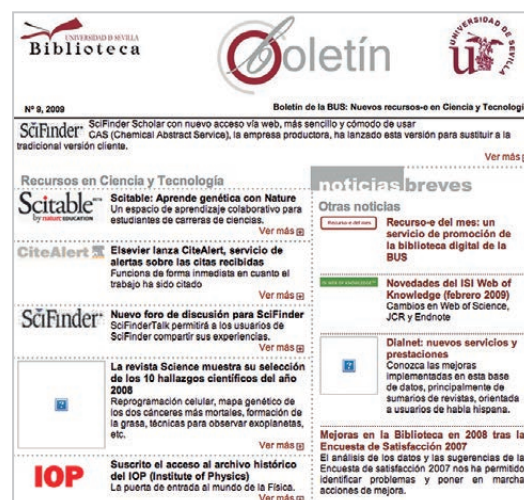 UNIVERSIDAD D SEVILLA
Biblioteca
Boletín
UNIVERSIDAD DE SEVILLA
Nº 9, 2009
Boletín de la BUS: Nuevos recursos-e en Ciencia y Tecnologí
SciFinder
SciFinder Scholar con nuevo acceso vía web, más sencillo y cómodo de usar
CAS (Chemical Abstract Service), la empresa productora, ha lanzado esta versión para sustituir a la
tradicional versión cliente.
Ver más
Recursos en Ciencia y Tecnología
Scitable
by nature EDUCATION
Scitable: Aprende genética con Nature
Un espacio de aprendizaje colaborativo para
estudiantes de carreras de ciencias.
Ver más
CiteAlert
Elsevier lanza CiteAlert, servicio de
alertas sobre las citas recibidas
Funciona de forma inmediata en cuanto el
trabajo ha sido citado
Ver más
SciFinder
Nuevo foro de discusión para SciFinder
SciFinderTalk permitirá a los usuarios de
SciFinder compartir sus experiencias.
Ver más
La revista Science muestra su selección
de los 10 hallazgos científicos del año
2008
Reprogramación celular, mapa genético de
los dos cánceres más mortales, formación de
la grasa, técnicas para observar exoplanetas,
etc.
Ver más
IOP
Suscrito el acceso al archivo histórico
del IOP (Institute of Physics)
La puerta de entrada al mundo de la Física.
Ver más
noticias breves
Otras noticias
Recurso-e del mes
Recurso-e del mes: un
servicio de promoción de
la biblioteca digital de la
BUS
Novedades del ISI Web of
Knowledge (febrero 2009)
Cambios en Web of Science,
JCR y Endnote
Dialnet: nuevos servicios y
prestaciones
Conozca las mejoras
implementadas en esta base
de datos, principalmente de
sumarios de revistas, orientada
a usuarios de habla hispana.
Mejoras en la Biblioteca en 2008 tras la
Encuesta de Satisfacción 2007
El análisis de los datos y las sugerencias de la
Encuesta de satisfacción 2007 nos ha permitido
identificar problemas y poner en marcha
acciones de mejora.